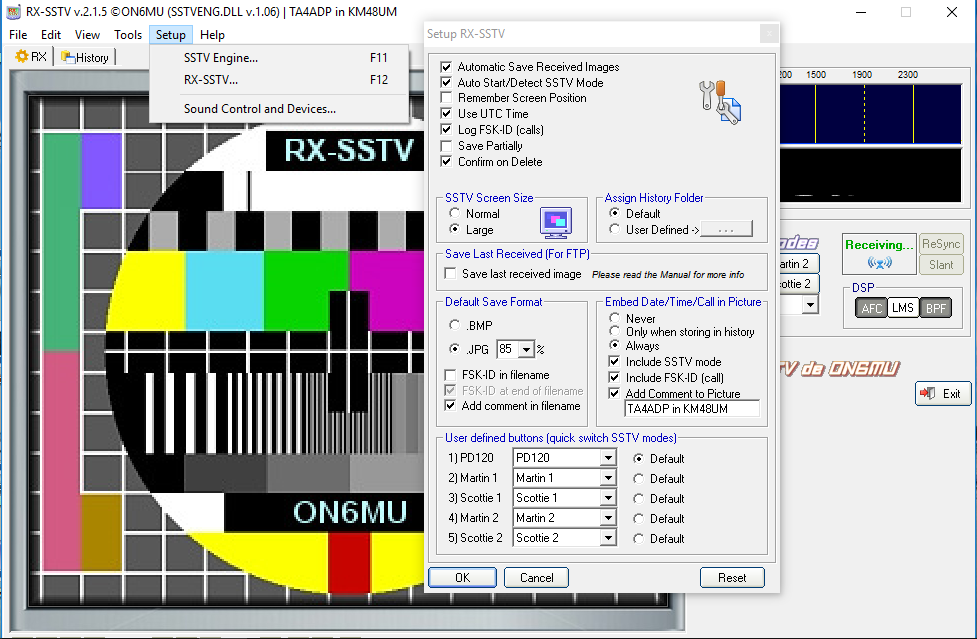 RX-SSTV v.2.1.5 ©ON6MU (SSTVENG.DLL v.1.06) | TA4ADP in KM48UM
File Edit View Tools Setup Help
RX History
SSTV Engine... F11
RX-SSTV... F12
Sound Control and Devices...
RX-SSTV
ON6MU
Setup RX-SSTV
Automatic Save Received Images
Auto Start/Detect SSTV Mode
Remember Screen Position
Use UTC Time
Log FSK-ID (calls)
Save Partially
Confirm on Delete
SSTV Screen Size
Normal
Large
Assign History Folder
Default
User Defined -> ...
Save Last Received (For FTP)
Save last received image Please read the Manual for more info
Default Save Format
.BMP
.JPG 85 %
FSK-ID in filename
FSK-ID at end of filename
Add comment in filename
Embed Date/Time/Call in Picture
Never
Only when storing in history
Always
Include SSTV mode
Include FSK-ID (call)
Add Comment to Picture
TA4ADP in KM48UM
User defined buttons (quick switch SSTV modes)
1) PD120 PD120 Default
2) Martin 1 Martin 1 Default
3) Scottie 1 Scottie 1 Default
4) Martin 2 Martin 2 Default
5) Scottie 2 Scottie 2 Default
OK Cancel Reset
200 1500 1900 2300
odes
artin 2
ottie 2
Receiving...
ReSync
Slant
DSP
AFC LMS BPF
TV da ON6MU
Exit